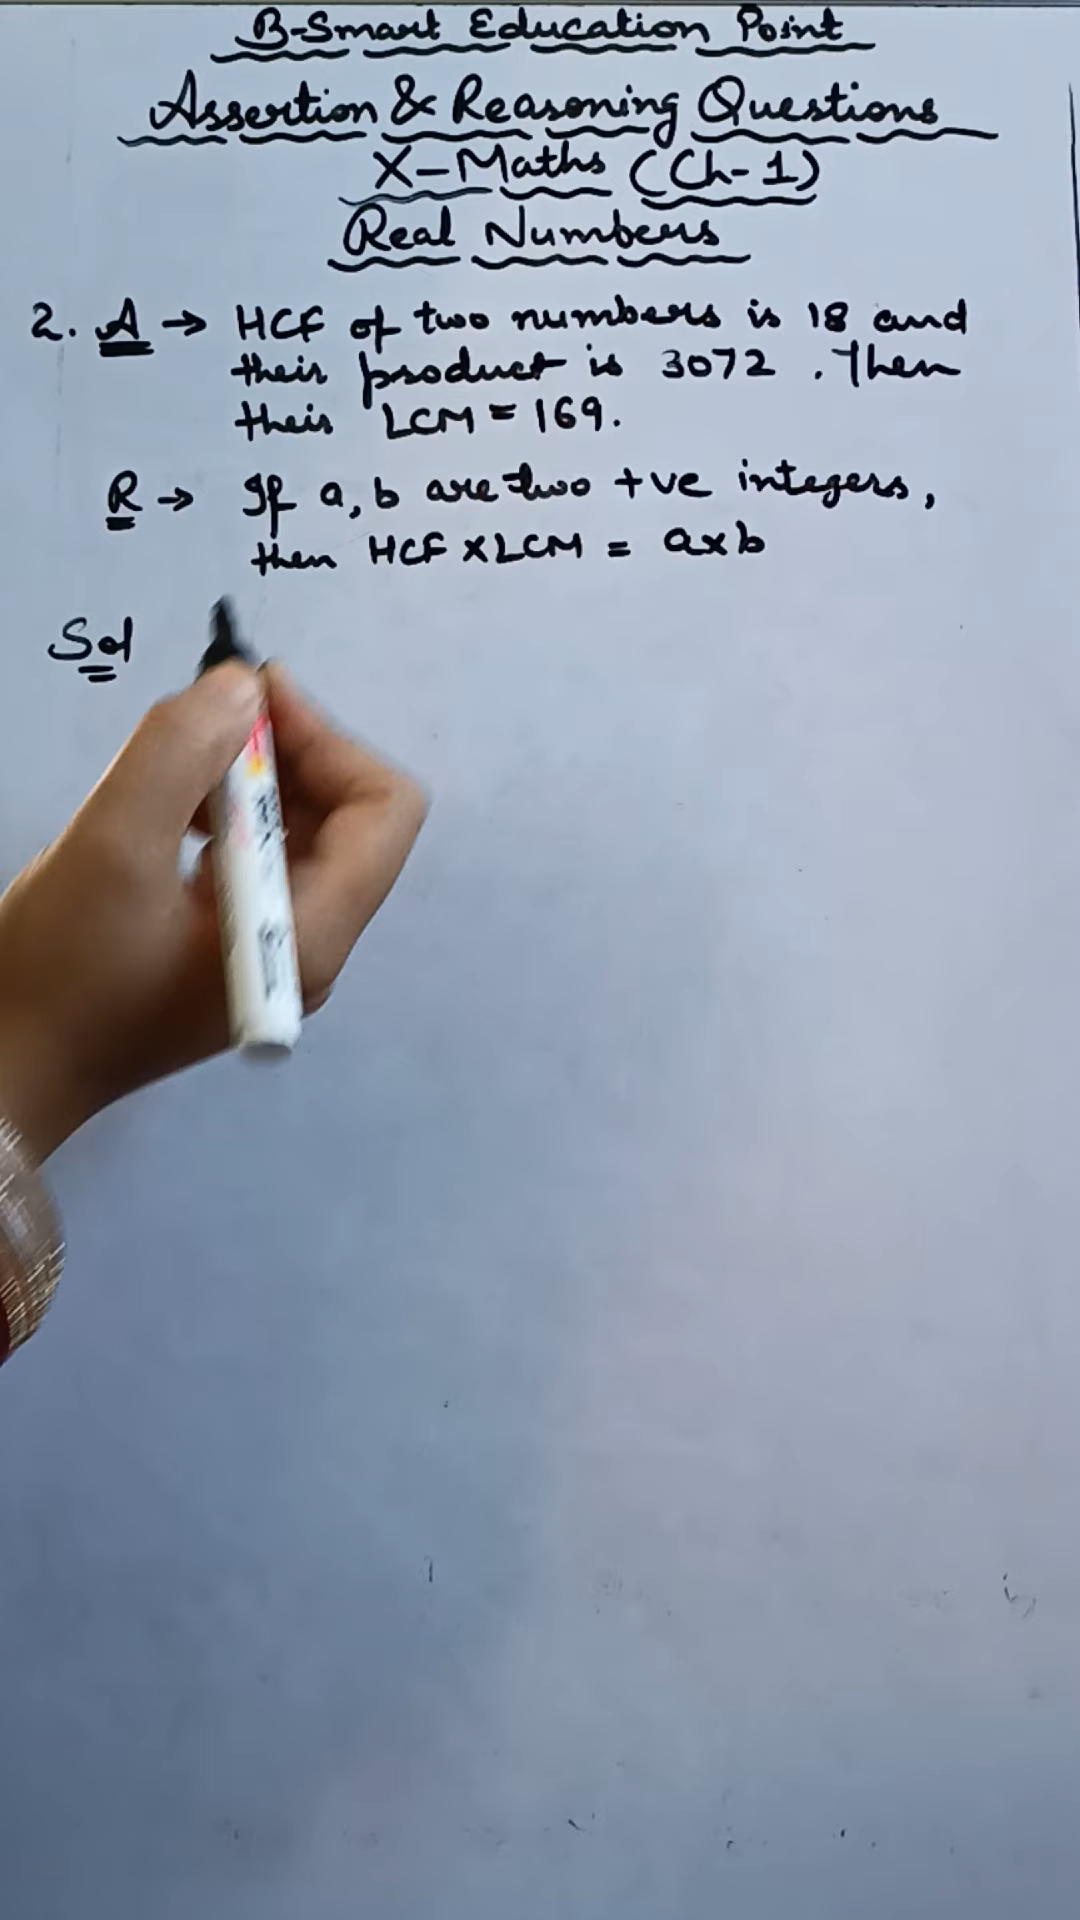 B-Smart Education Point
Assertion & Reasoning Questions
X-Maths (Ch-1)
Real Numbers
2. A → HCF of two numbers is 18 and
their product is 3072. Then
their LCM = 169.
R → If a, b are two +ve integers,
then HCF X LCM = a x b
Sol